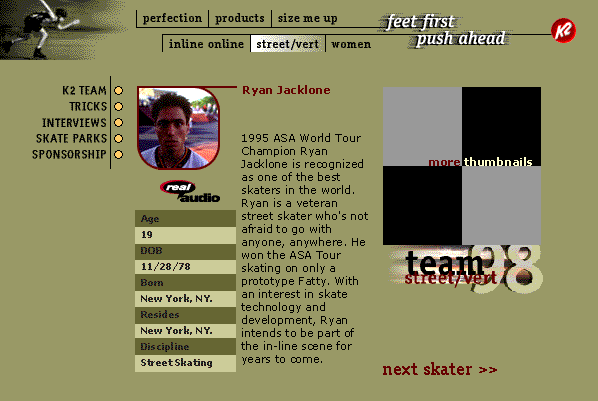 perfection products size me up
feet first
push ahead
K2
inline online street/vert women
K2 TEAM
TRICKS
INTERVIEWS
SKATE PARKS
SPONSORSHIP
Ryan Jacklone
1995 ASA World Tour
Champion Ryan
Jacklone is recognized
as one of the best
skaters in the world.
Ryan is a veteran
street skater who's not
afraid to go with
anyone, anywhere. He
won the ASA Tour
skating on only a
prototype Fatty. With
an interest in skate
technology and
development, Ryan
intends to be part of
the in-line scene for
years to come.
real
audio
Age
19
DOB
11/28/78
Born
New York, NY.
Resides
New York, NY.
Discipline
Street Skating
more thumbnails
team 98
street/vert
next skater >>